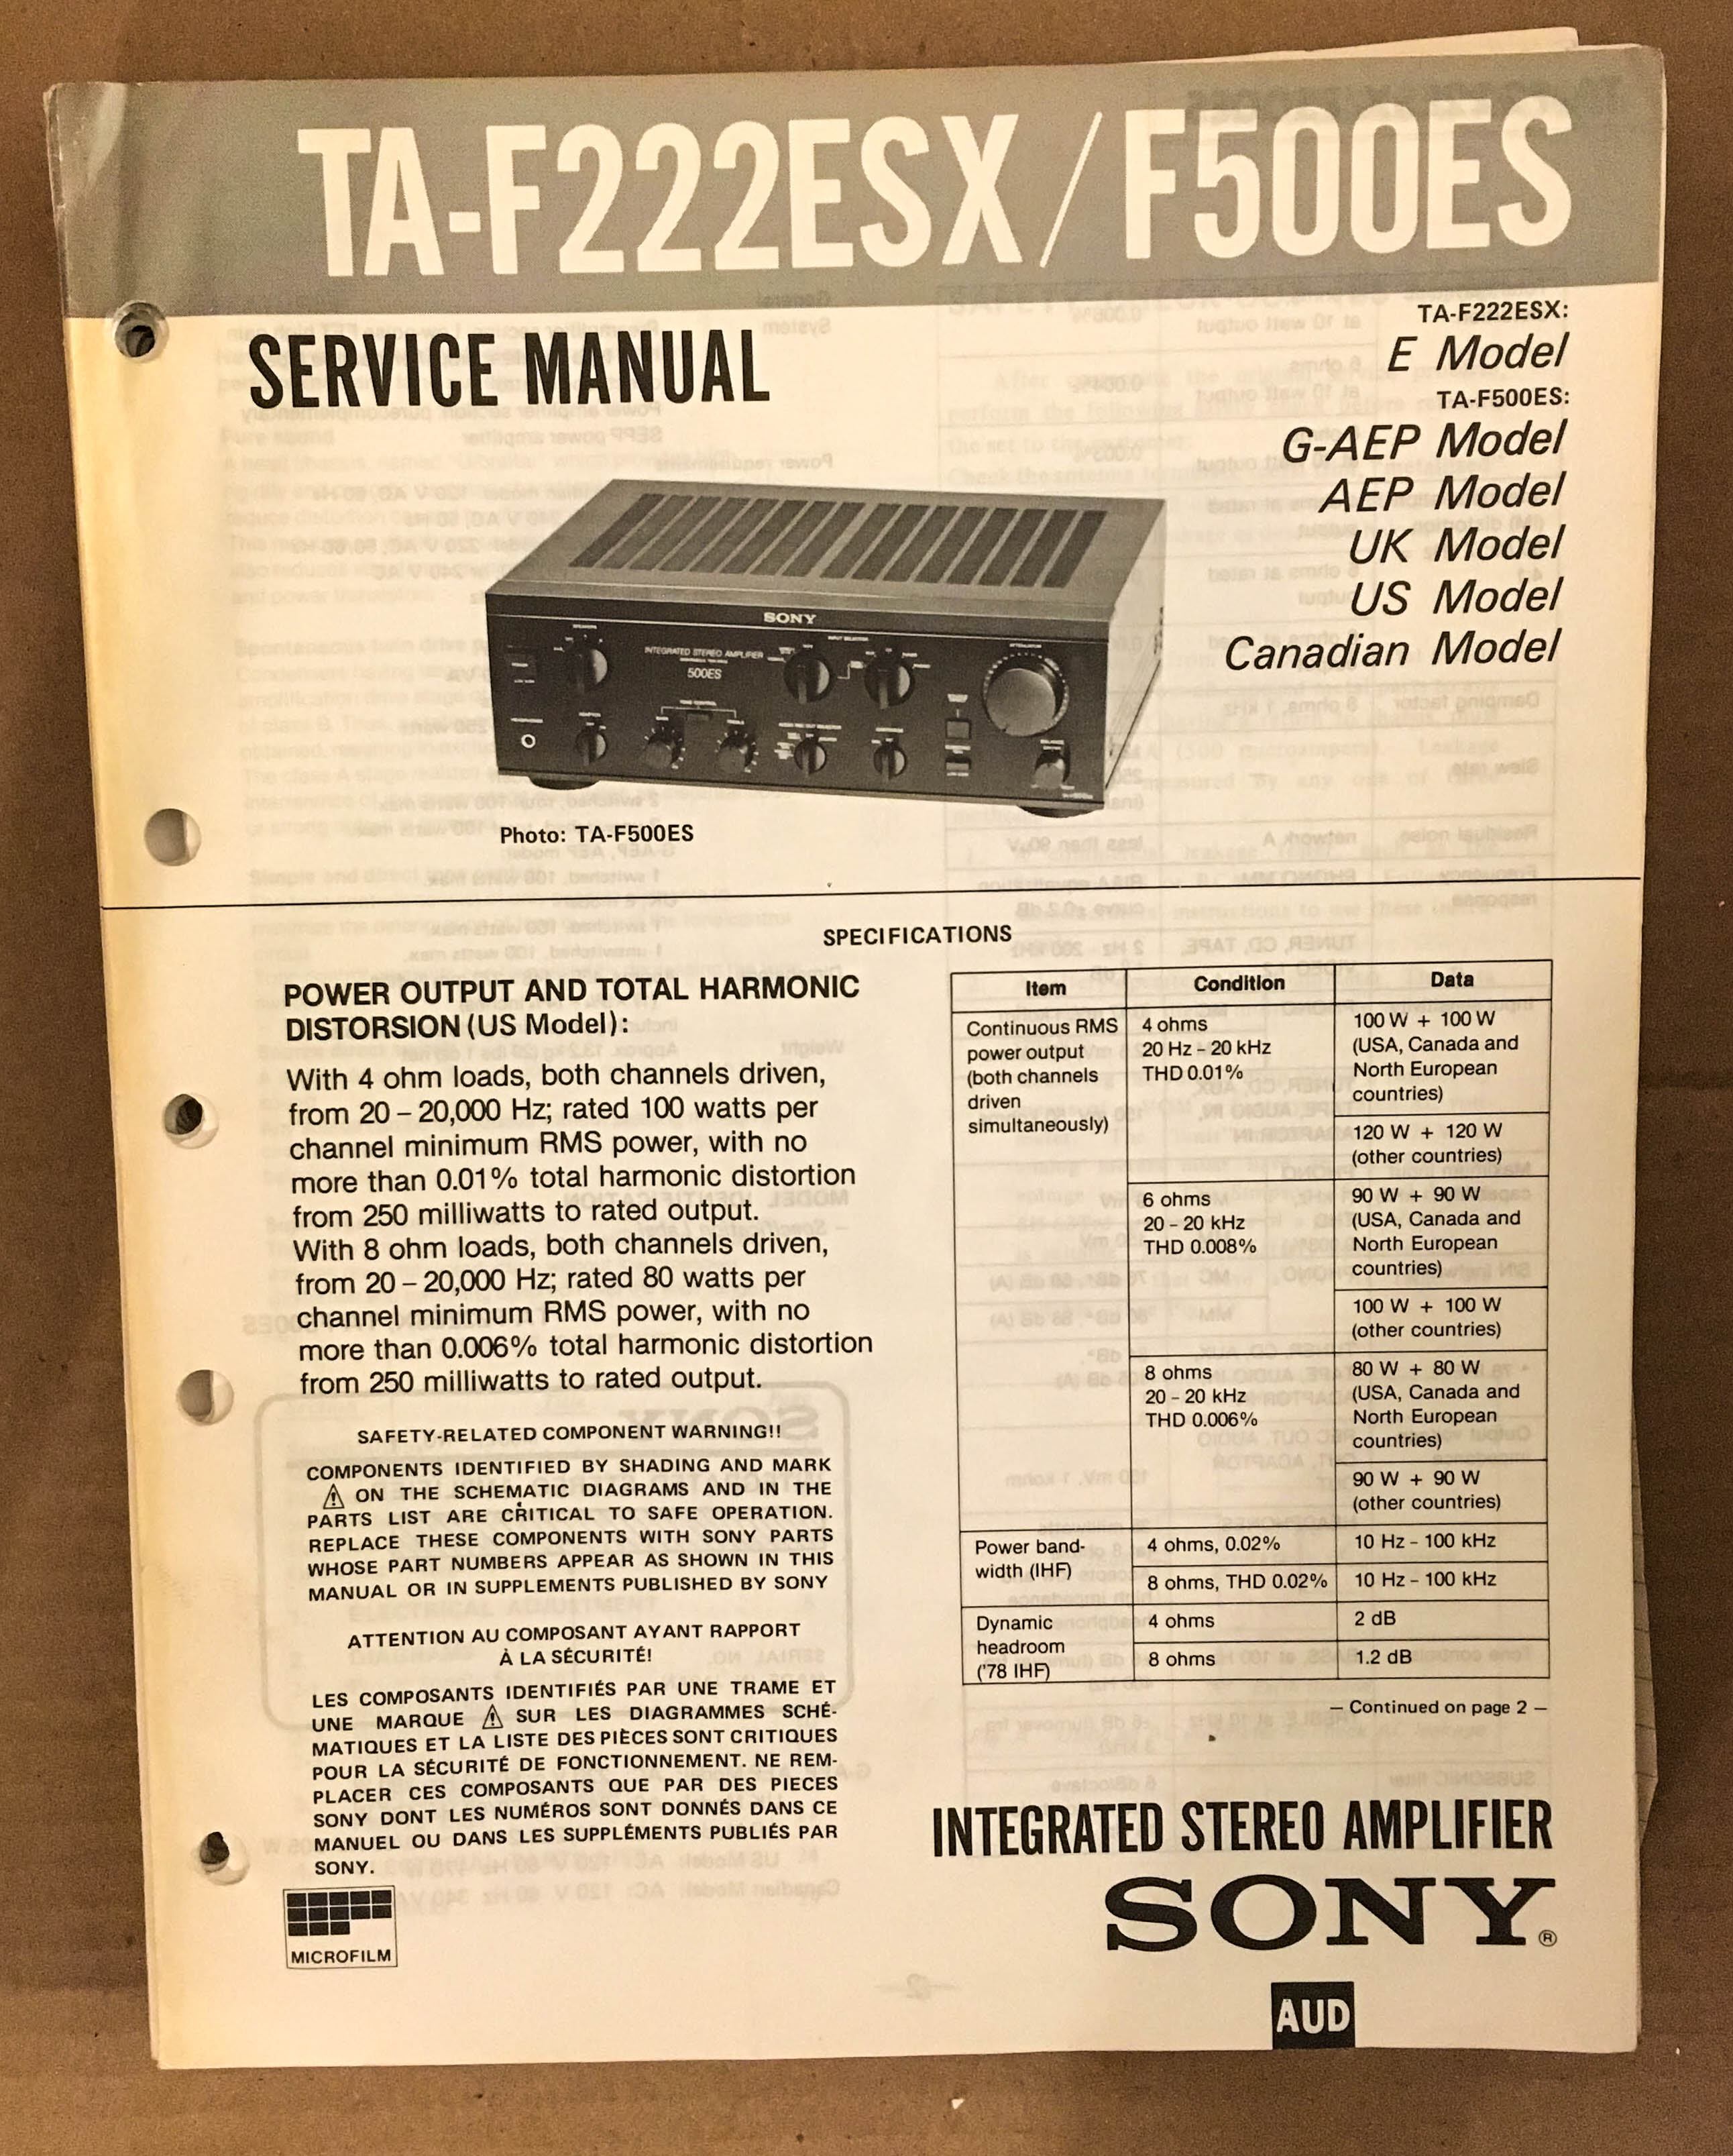 TA-F222ESX/F500ES
SERVICE MANUAL
TA-F222ESX:
E Model
TA-F500ES:
G-AEP Model
AEP Model
UK Model
US Model
Canadian Model
SONY
INTEGRATED STEREO AMPLIFIER
500ES
Photo: TA-F500ES
SPECIFICATIONS
POWER OUTPUT AND TOTAL HARMONIC
DISTORSION (US Model):
With 4 ohm loads, both channels driven,
from 20 – 20,000 Hz; rated 100 watts per
channel minimum RMS power, with no
more than 0.01% total harmonic distortion
from 250 milliwatts to rated output.
With 8 ohm loads, both channels driven,
from 20 – 20,000 Hz; rated 80 watts per
channel minimum RMS power, with no
more than 0.006% total harmonic distortion
from 250 milliwatts to rated output.
SAFETY-RELATED COMPONENT WARNING!!
COMPONENTS IDENTIFIED BY SHADING AND MARK
⚠ ON THE SCHEMATIC DIAGRAMS AND IN THE
PARTS LIST ARE CRITICAL TO SAFE OPERATION.
REPLACE THESE COMPONENTS WITH SONY PARTS
WHOSE PART NUMBERS APPEAR AS SHOWN IN THIS
MANUAL OR IN SUPPLEMENTS PUBLISHED BY SONY
ATTENTION AU COMPOSANT AYANT RAPPORT
À LA SÉCURITÉ!
LES COMPOSANTS IDENTIFIÉS PAR UNE TRAME ET
UNE MARQUE ⚠ SUR LES DIAGRAMMES SCHÉ-
MATIQUES ET LA LISTE DES PIÈCES SONT CRITIQUES
POUR LA SÉCURITÉ DE FONCTIONNEMENT. NE REM-
PLACER CES COMPOSANTS QUE PAR DES PIECES
SONY DONT LES NUMÉROS SONT DONNÉS DANS CE
MANUEL OU DANS LES SUPPLÉMENTS PUBLIÉS PAR
SONY.
MICROFILM
Item Condition Data
Continuous RMS
power output
(both channels
driven
simultaneously)
4 ohms
20 Hz – 20 kHz
THD 0.01%
100 W + 100 W
(USA, Canada and
North European
countries)
120 W + 120 W
(other countries)
6 ohms
20 – 20 kHz
THD 0.008%
90 W + 90 W
(USA, Canada and
North European
countries)
100 W + 100 W
(other countries)
8 ohms
20 – 20 kHz
THD 0.006%
80 W + 80 W
(USA, Canada and
North European
countries)
90 W + 90 W
(other countries)
Power band-
width (IHF)
4 ohms, 0.02% 10 Hz – 100 kHz
8 ohms, THD 0.02% 10 Hz – 100 kHz
Dynamic
headroom
('78 IHF)
4 ohms 2 dB
8 ohms 1.2 dB
– Continued on page 2 –
INTEGRATED STEREO AMPLIFIER
SONY®
AUD